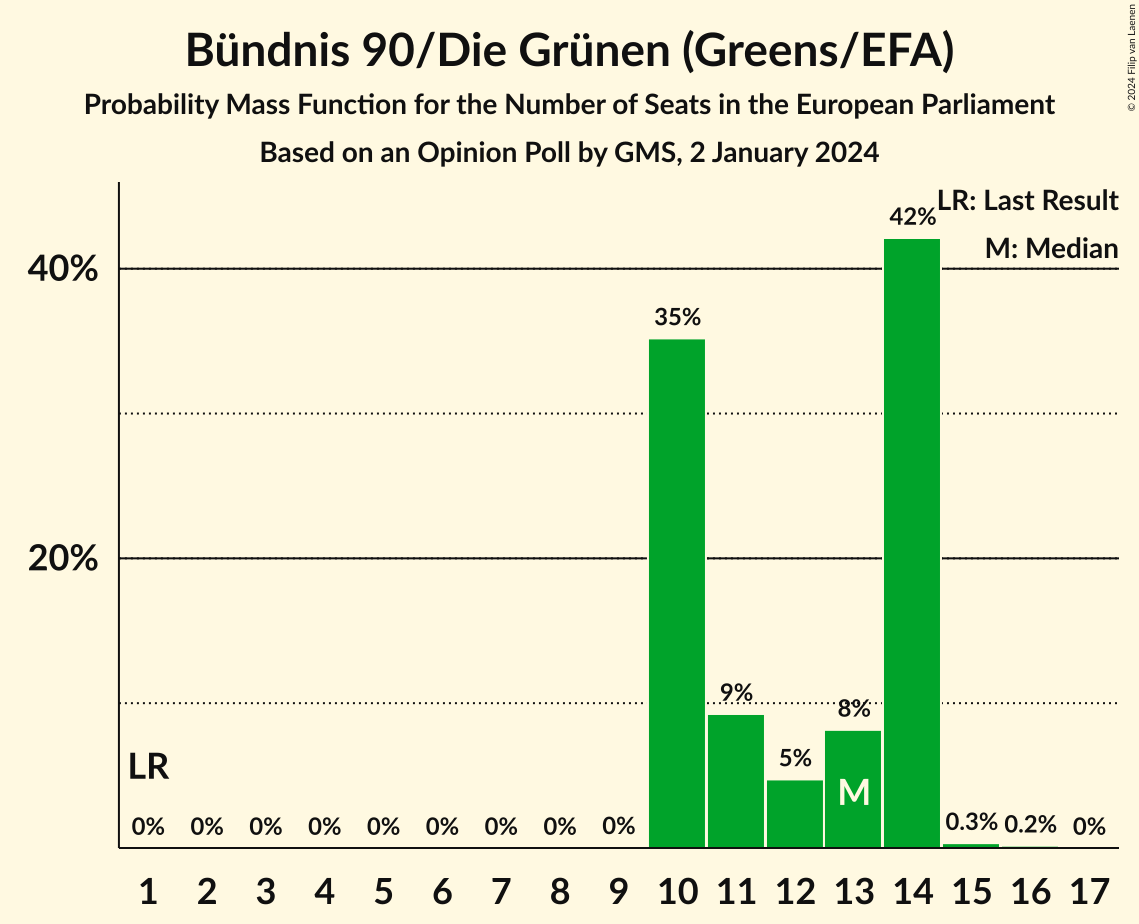 Bündnis 90/Die Grünen (Greens/EFA)
Probability Mass Function for the Number of Seats in the European Parliament
Based on an Opinion Poll by GMS, 2 January 2024
© 2024 Filip van Laenen
LR: Last Result
M: Median
42%
40%
35%
20%
9%
8%
5%
LR
M
0% 0% 0% 0% 0% 0% 0% 0% 0% 0.3% 0.2% 0%
1 2 3 4 5 6 7 8 9 10 11 12 13 14 15 16 17